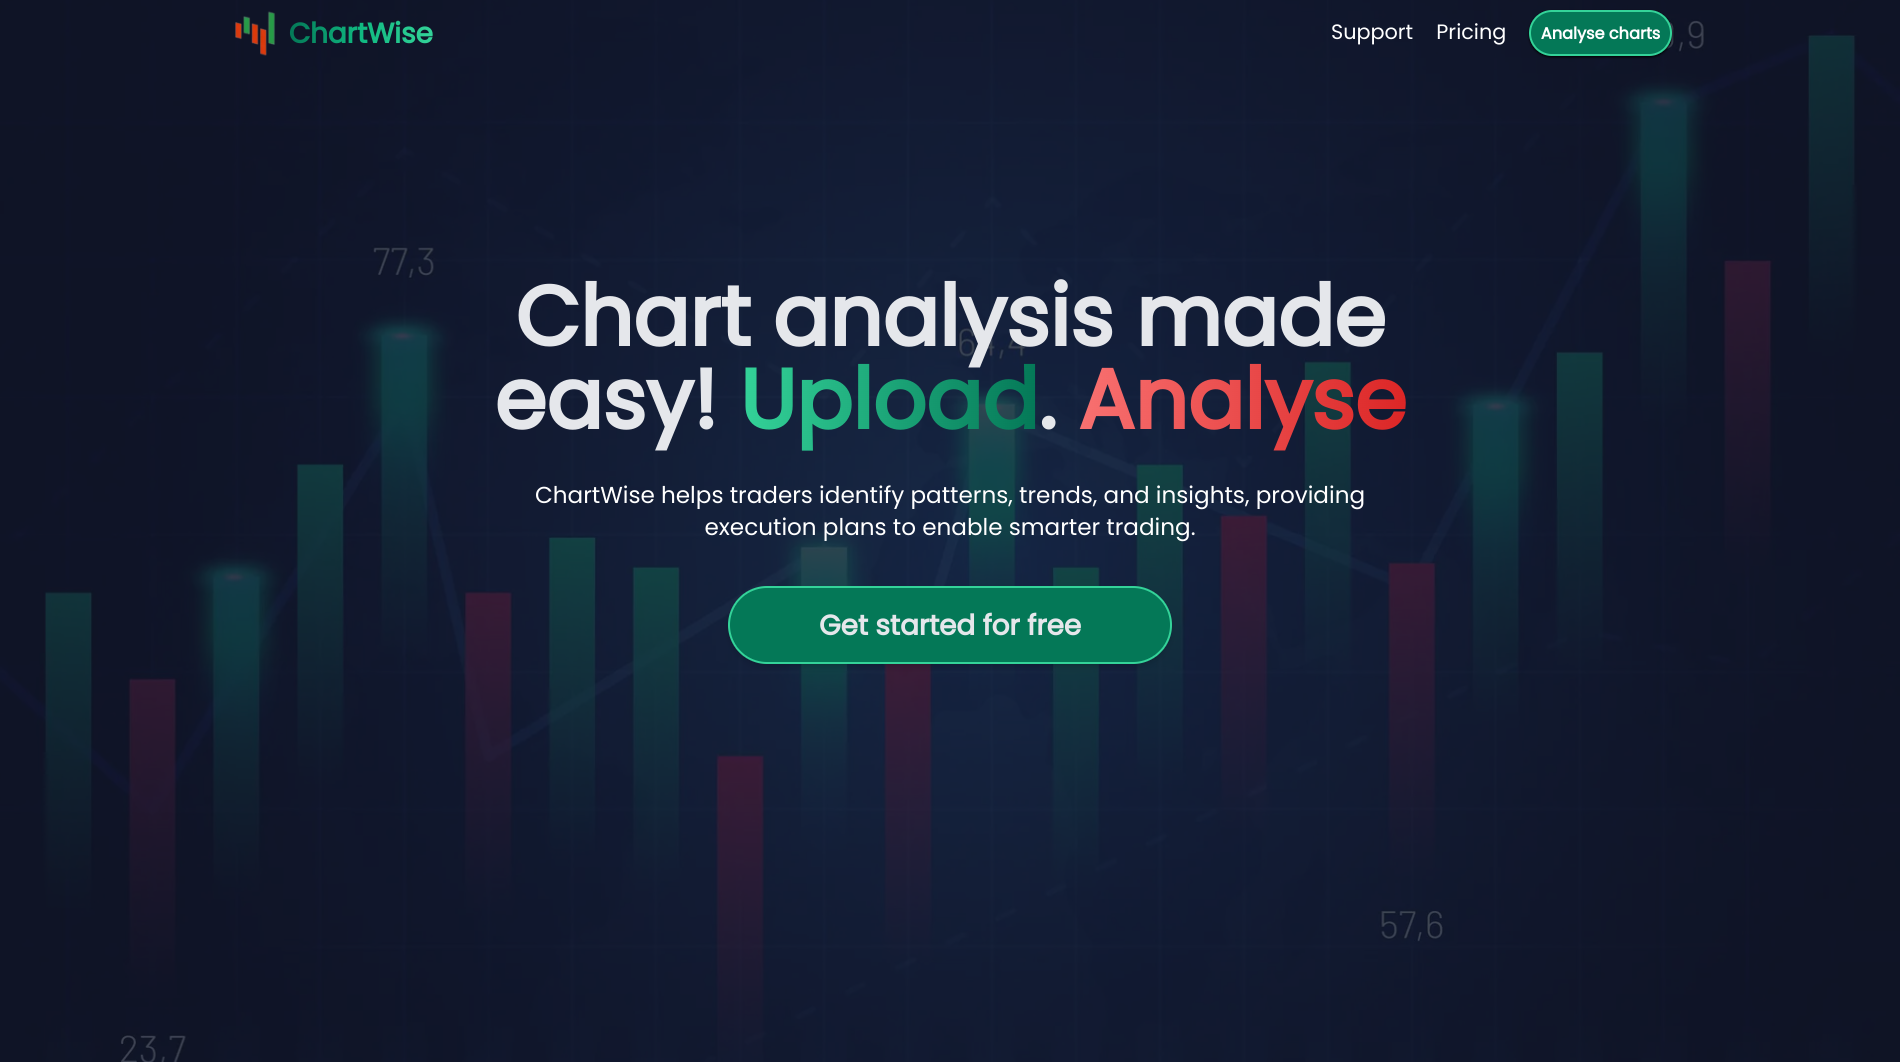 ChartWise
Support
Pricing
Analyse charts
,9
77,3
Chart analysis made
easy! Upload. Analyse
ChartWise helps traders identify patterns, trends, and insights, providing
execution plans to enable smarter trading.
Get started for free
57,6
23,7